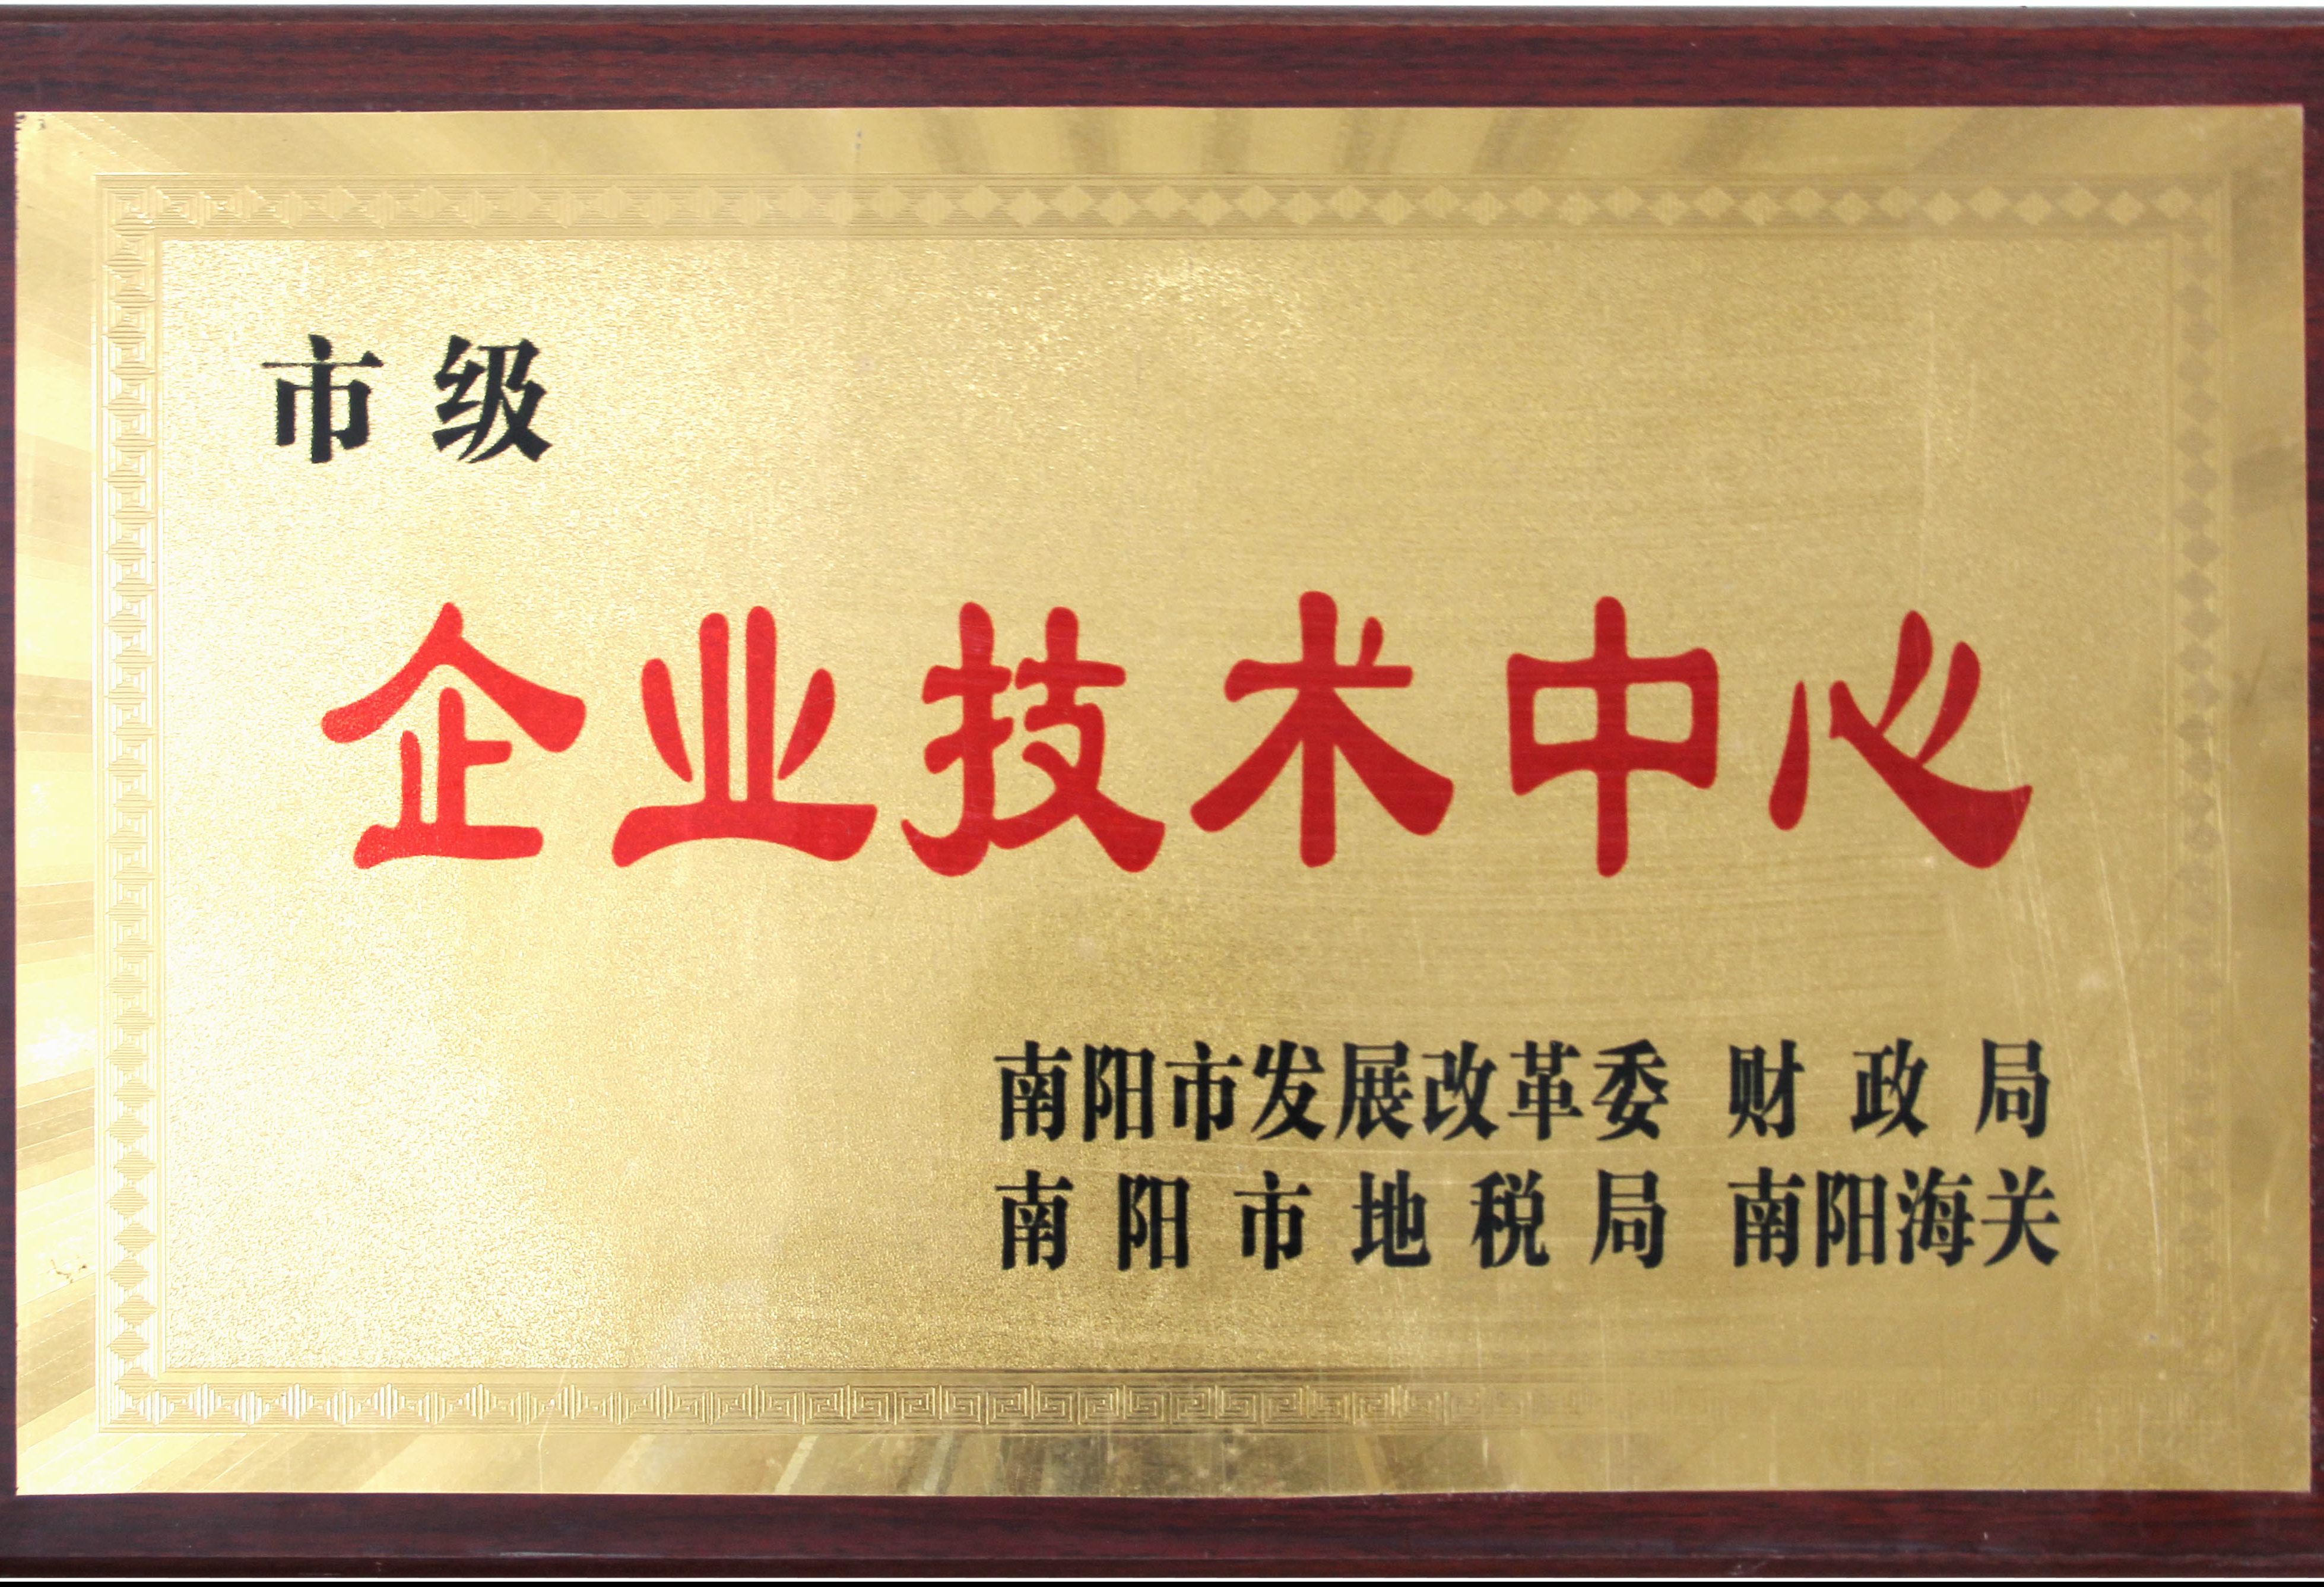 市级
企业技术中心
南阳市发展改革委 财政局
南阳市地税局 南阳海关